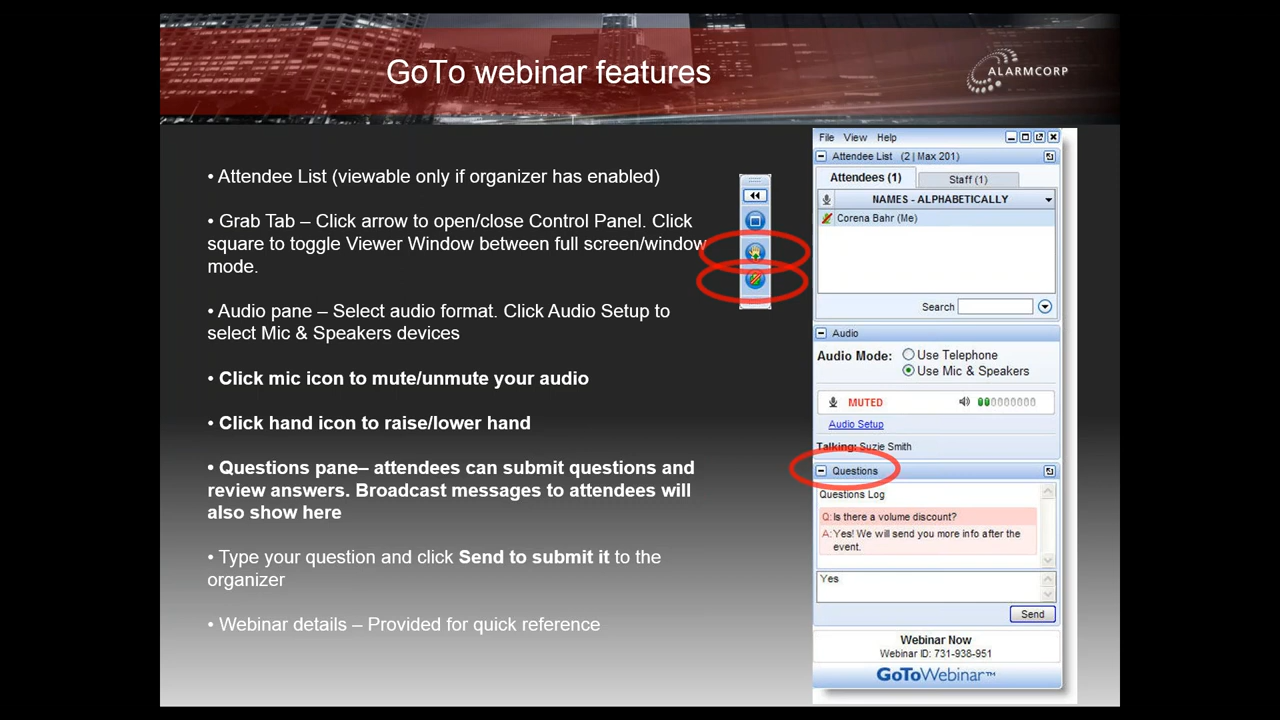 GoTo webinar features
ALARMCORP
• Attendee List (viewable only if organizer has enabled)
• Grab Tab – Click arrow to open/close Control Panel. Click
square to toggle Viewer Window between full screen/window
mode.
• Audio pane – Select audio format. Click Audio Setup to
select Mic & Speakers devices
• Click mic icon to mute/unmute your audio
• Click hand icon to raise/lower hand
• Questions pane– attendees can submit questions and
review answers. Broadcast messages to attendees will
also show here
• Type your question and click Send to submit it to the
organizer
• Webinar details – Provided for quick reference
File View Help
Attendee List (2 | Max 201)
Attendees (1) Staff (1)
NAMES - ALPHABETICALLY
Corena Bahr (Me)
Search
Audio
Audio Mode: Use Telephone
Use Mic & Speakers
MUTED
Audio Setup
Talking: Suzie Smith
Questions
Questions Log
Q: Is there a volume discount?
A: Yes! We will send you more info after the
event.
Yes
Send
Webinar Now
Webinar ID: 731-938-951
GoToWebinar™